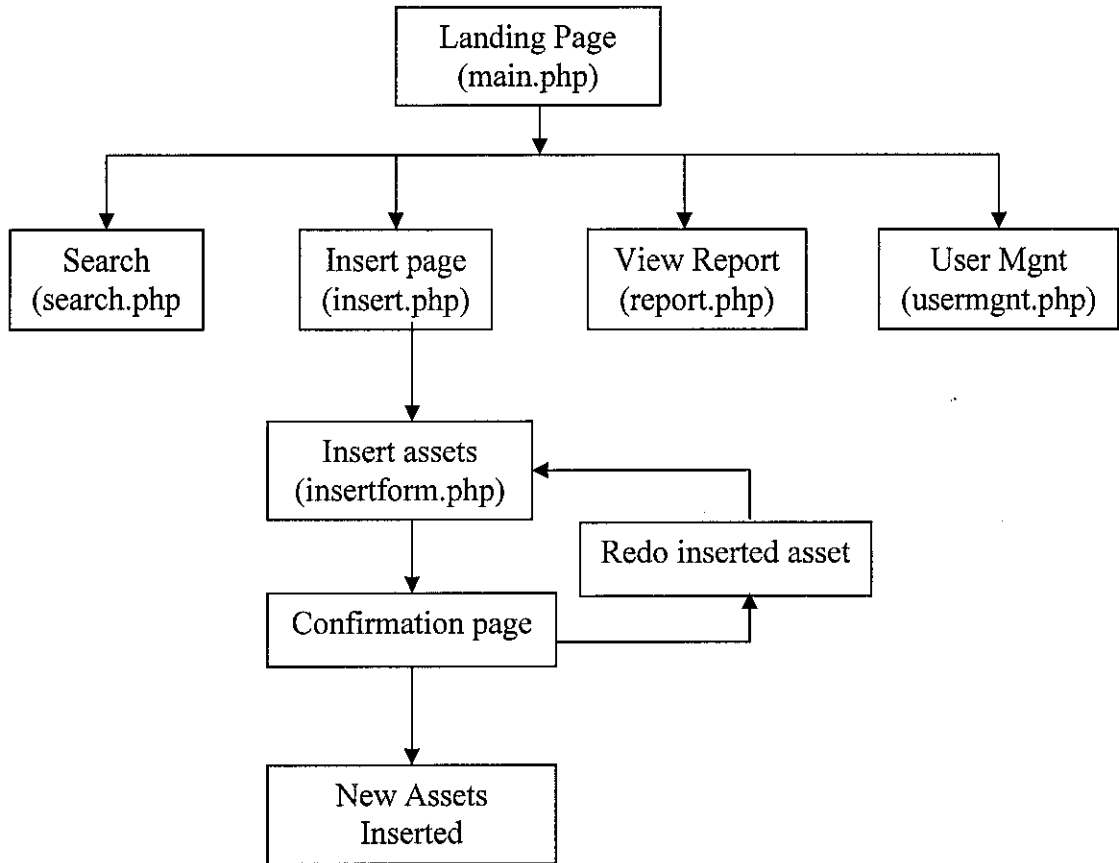 Landing Page
(main.php)
Search
(search.php
Insert page
(insert.php)
View Report
(report.php)
User Mgnt
(usermgnt.php)
Insert assets
(insertform.php)
Redo inserted asset
Confirmation page
New Assets
Inserted